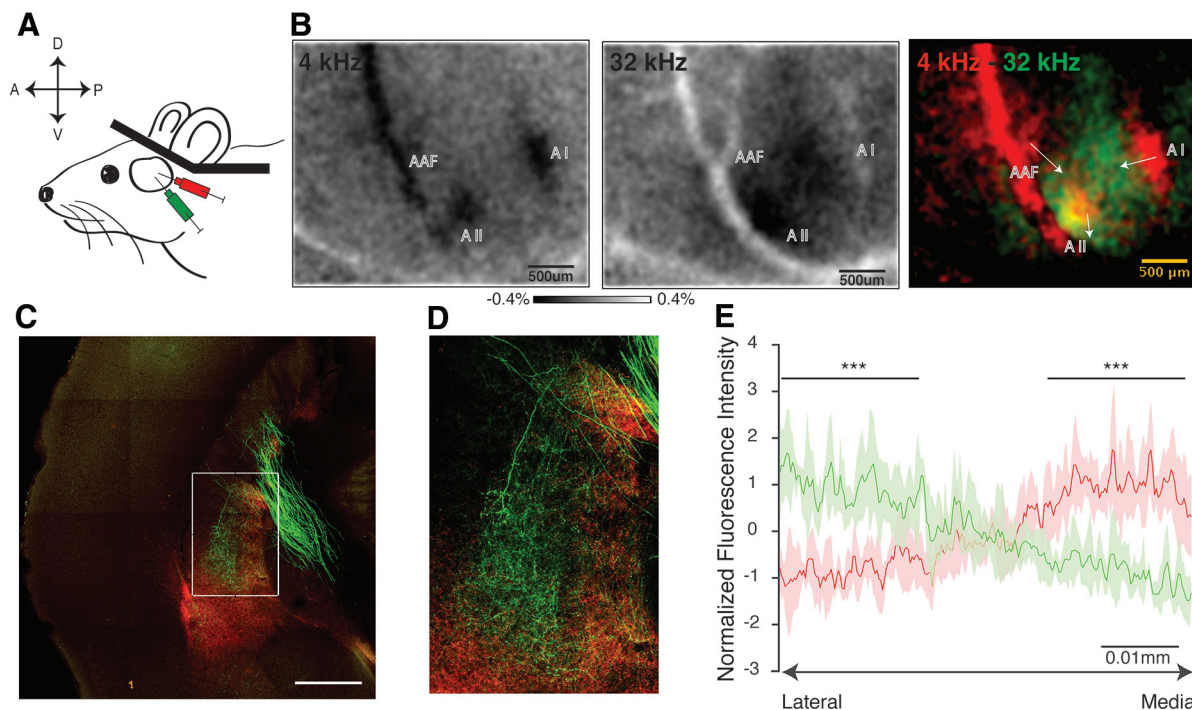 A
D
A
P
V
B
4 kHz
AAF
A I
A II
500um
32 kHz
AAF
A I
A II
500um
4 kHz - 32 kHz
AAF
A I
A II
500 µm
-0.4%
0.4%
C
D
E
Normalized Fluorescence Intensity
4
3
2
1
0
-1
-2
-3
***
***
0.01mm
Lateral
Media